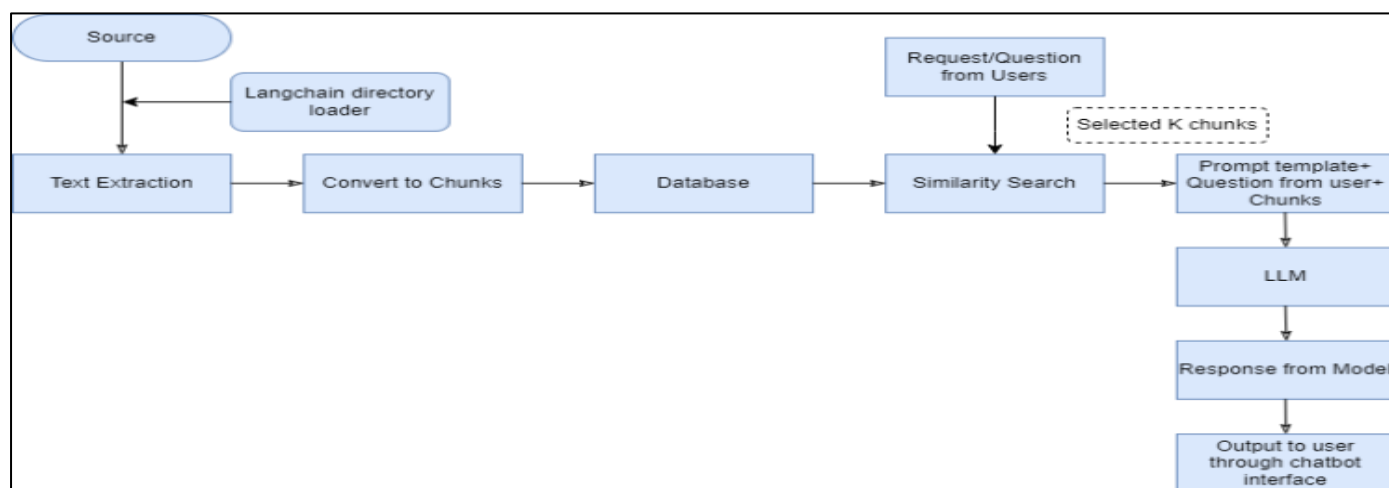 Source
Langchain directory
loader
Request/Question
from Users
Selected K chunks
Text Extraction
Convert to Chunks
Database
Similarity Search
Prompt template+
Question from user+
Chunks
LLM
Response from Model
Output to user
through chatbot
interface